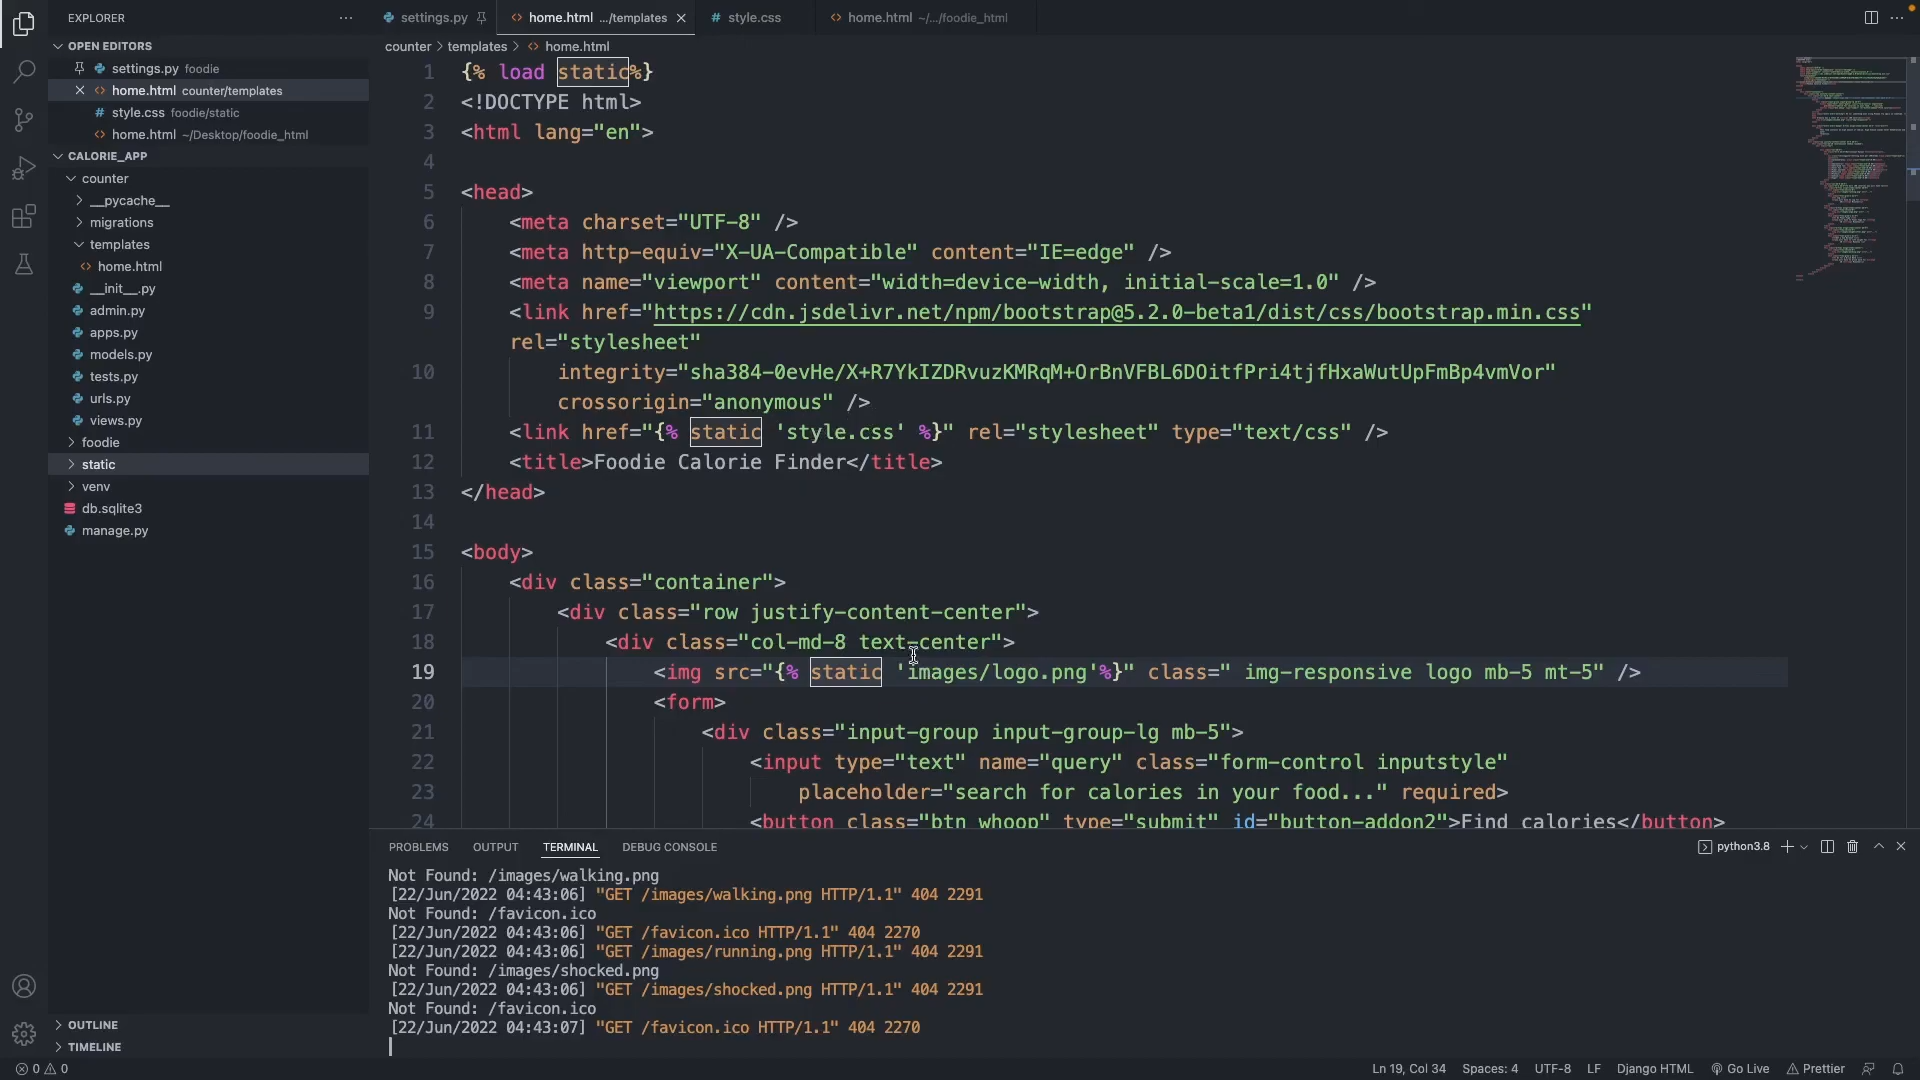 EXPLORER
settings.py
home.html .../templates
# style.css
home.html ~/.../foodie_html
OPEN EDITORS
settings.py foodie
home.html counter/templates
# style.css foodie/static
home.html ~/Desktop/foodie_html
CALORIE_APP
counter
__pycache__
migrations
templates
home.html
__init__.py
admin.py
apps.py
models.py
tests.py
urls.py
views.py
foodie
static
venv
db.sqlite3
manage.py
OUTLINE
TIMELINE
counter > templates > home.html
1 {% load static%}
2 <!DOCTYPE html>
3 <html lang="en">
4
5 <head>
6 <meta charset="UTF-8" />
7 <meta http-equiv="X-UA-Compatible" content="IE=edge" />
8 <meta name="viewport" content="width=device-width, initial-scale=1.0" />
9 <link href="https://cdn.jsdelivr.net/npm/bootstrap@5.2.0-beta1/dist/css/bootstrap.min.css"
rel="stylesheet"
10 integrity="sha384-0evHe/X+R7YkIZDRvuzKMRqM+OrBnVFBL6DOitfPri4tjfHxaWutUpFmBp4vmVor"
crossorigin="anonymous" />
11 <link href="{% static 'style.css' %}" rel="stylesheet" type="text/css" />
12 <title>Foodie Calorie Finder</title>
13 </head>
14
15 <body>
16 <div class="container">
17 <div class="row justify-content-center">
18 <div class="col-md-8 text-center">
19 <img src="{% static 'images/logo.png'%}" class=" img-responsive logo mb-5 mt-5" />
20 <form>
21 <div class="input-group input-group-lg mb-5">
22 <input type="text" name="query" class="form-control inputstyle"
23 placeholder="search for calories in your food..." required>
24 <button class="btn whoop" type="submit" id="button-addon2">Find calories</button>
PROBLEMS OUTPUT TERMINAL DEBUG CONSOLE
python3.8
Not Found: /images/walking.png
[22/Jun/2022 04:43:06] "GET /images/walking.png HTTP/1.1" 404 2291
Not Found: /favicon.ico
[22/Jun/2022 04:43:06] "GET /favicon.ico HTTP/1.1" 404 2270
[22/Jun/2022 04:43:06] "GET /images/running.png HTTP/1.1" 404 2291
Not Found: /images/shocked.png
[22/Jun/2022 04:43:06] "GET /images/shocked.png HTTP/1.1" 404 2291
Not Found: /favicon.ico
[22/Jun/2022 04:43:07] "GET /favicon.ico HTTP/1.1" 404 2270
0 0
Ln 19, Col 34 Spaces: 4 UTF-8 LF Django HTML Go Live Prettier